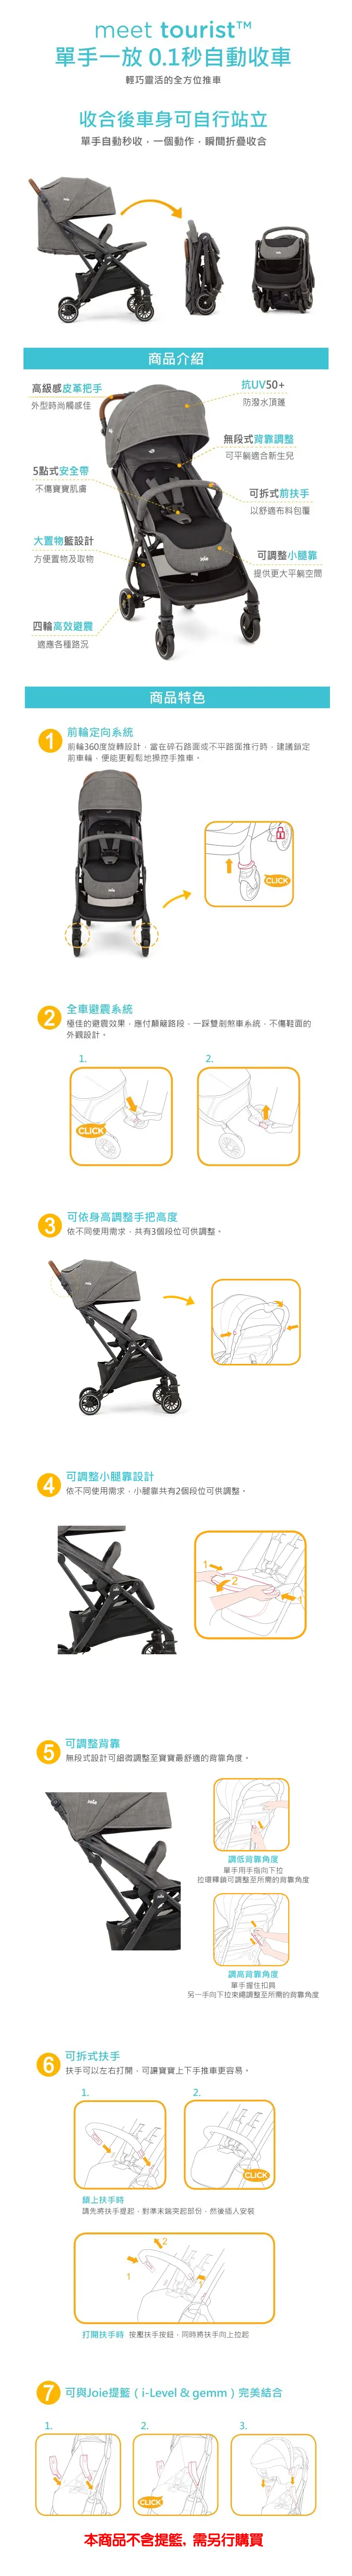 meet tourist™
單手一放 0.1秒自動收車
輕巧靈活的全方位推車
收合後車身可自行站立
單手自動秒收，一個動作，瞬間折疊收合
商品介紹
高級感皮革把手
外型時尚觸感佳
抗UV50+
防潑水頂蓬
無段式背靠調整
可平躺適合新生兒
5點式安全帶
不傷寶寶肌膚
可拆式前扶手
以舒適布料包覆
大置物籃設計
方便置物及取物
可調整小腿靠
提供更大平躺空間
四輪高效避震
適應各種路況
商品特色
1
前輪定向系統
前輪360度旋轉設計，當在碎石路面或不平路面推行時，建議鎖定
前車輪，便能更輕鬆地操控手推車。
CLICK
2
全車避震系統
極佳的避震效果，應付顛簸路段，一踩雙剎煞車系統，不傷鞋面的
外觀設計。
1.
2.
CLICK
3
可依身高調整手把高度
依不同使用需求，共有3個段位可供調整。
4
可調整小腿靠設計
依不同使用需求，小腿靠共有2個段位可供調整。
1
2
1
5
可調整背靠
無段式設計可細微調整至寶寶最舒適的背靠角度。
調低背靠角度
單手用手指向下拉
拉環釋鎖可調整至所需的背靠角度
調高背靠角度
單手握住扣具
另一手向下拉束繩調整至所需的背靠角度
6
可拆式扶手
扶手可以左右打開，可讓寶寶上下手推車更容易。
1.
2.
CLICK
鎖上扶手時
請先將扶手提起，對準末端突起部份，然後插入安裝
2
1
1
打開扶手時 按壓扶手按鈕，同時將扶手向上拉起
7
可與Joie提籃（i-Level & gemm）完美結合
1.
2.
3.
CLICK
本商品不含提籃, 需另行購買